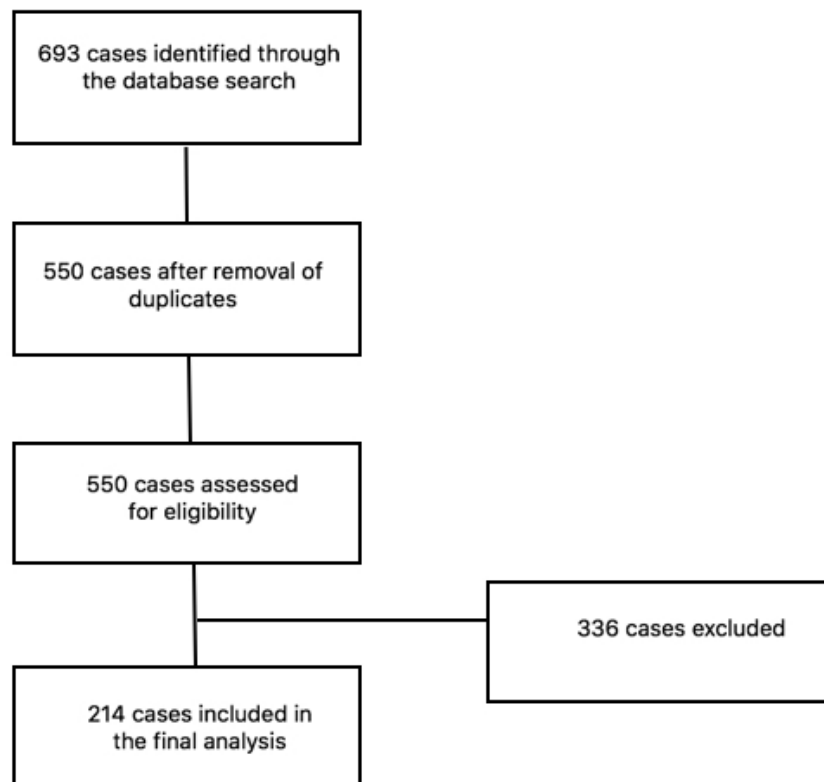 693 cases identified through
the database search
550 cases after removal of
duplicates
550 cases assessed
for eligibility
336 cases excluded
214 cases included in
the final analysis